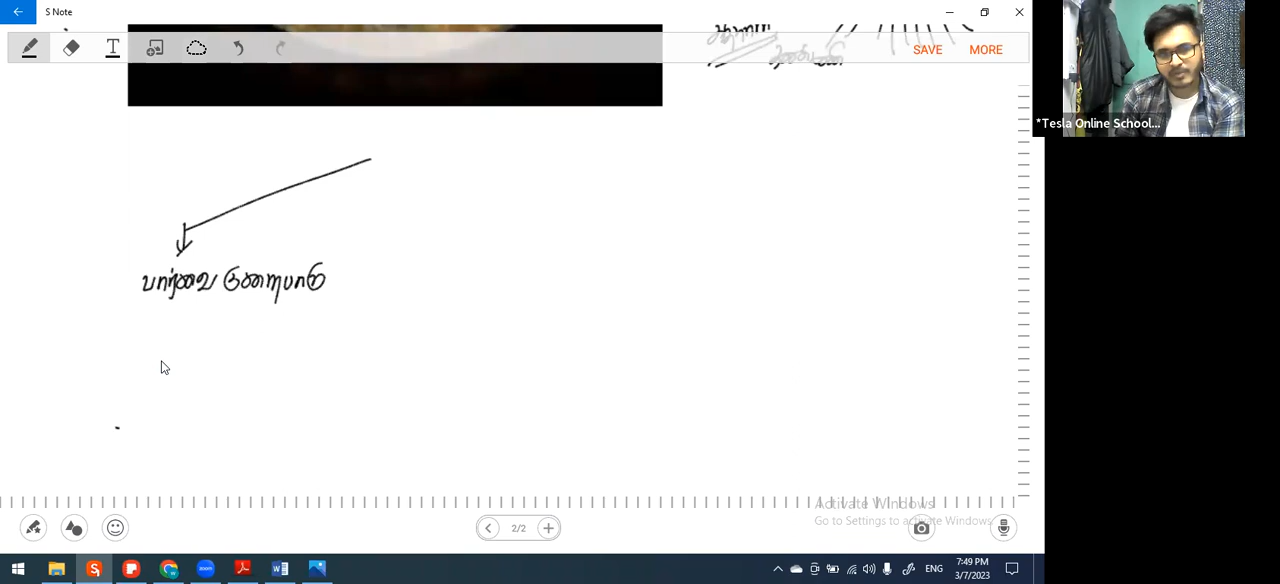 S Note
SAVE
MORE
*Tesla Online School...
பார்வை குறைபாடு
2/2
Activate Windows
Go to Settings to activate Windows.
ENG
7:49 PM
3/7/2023